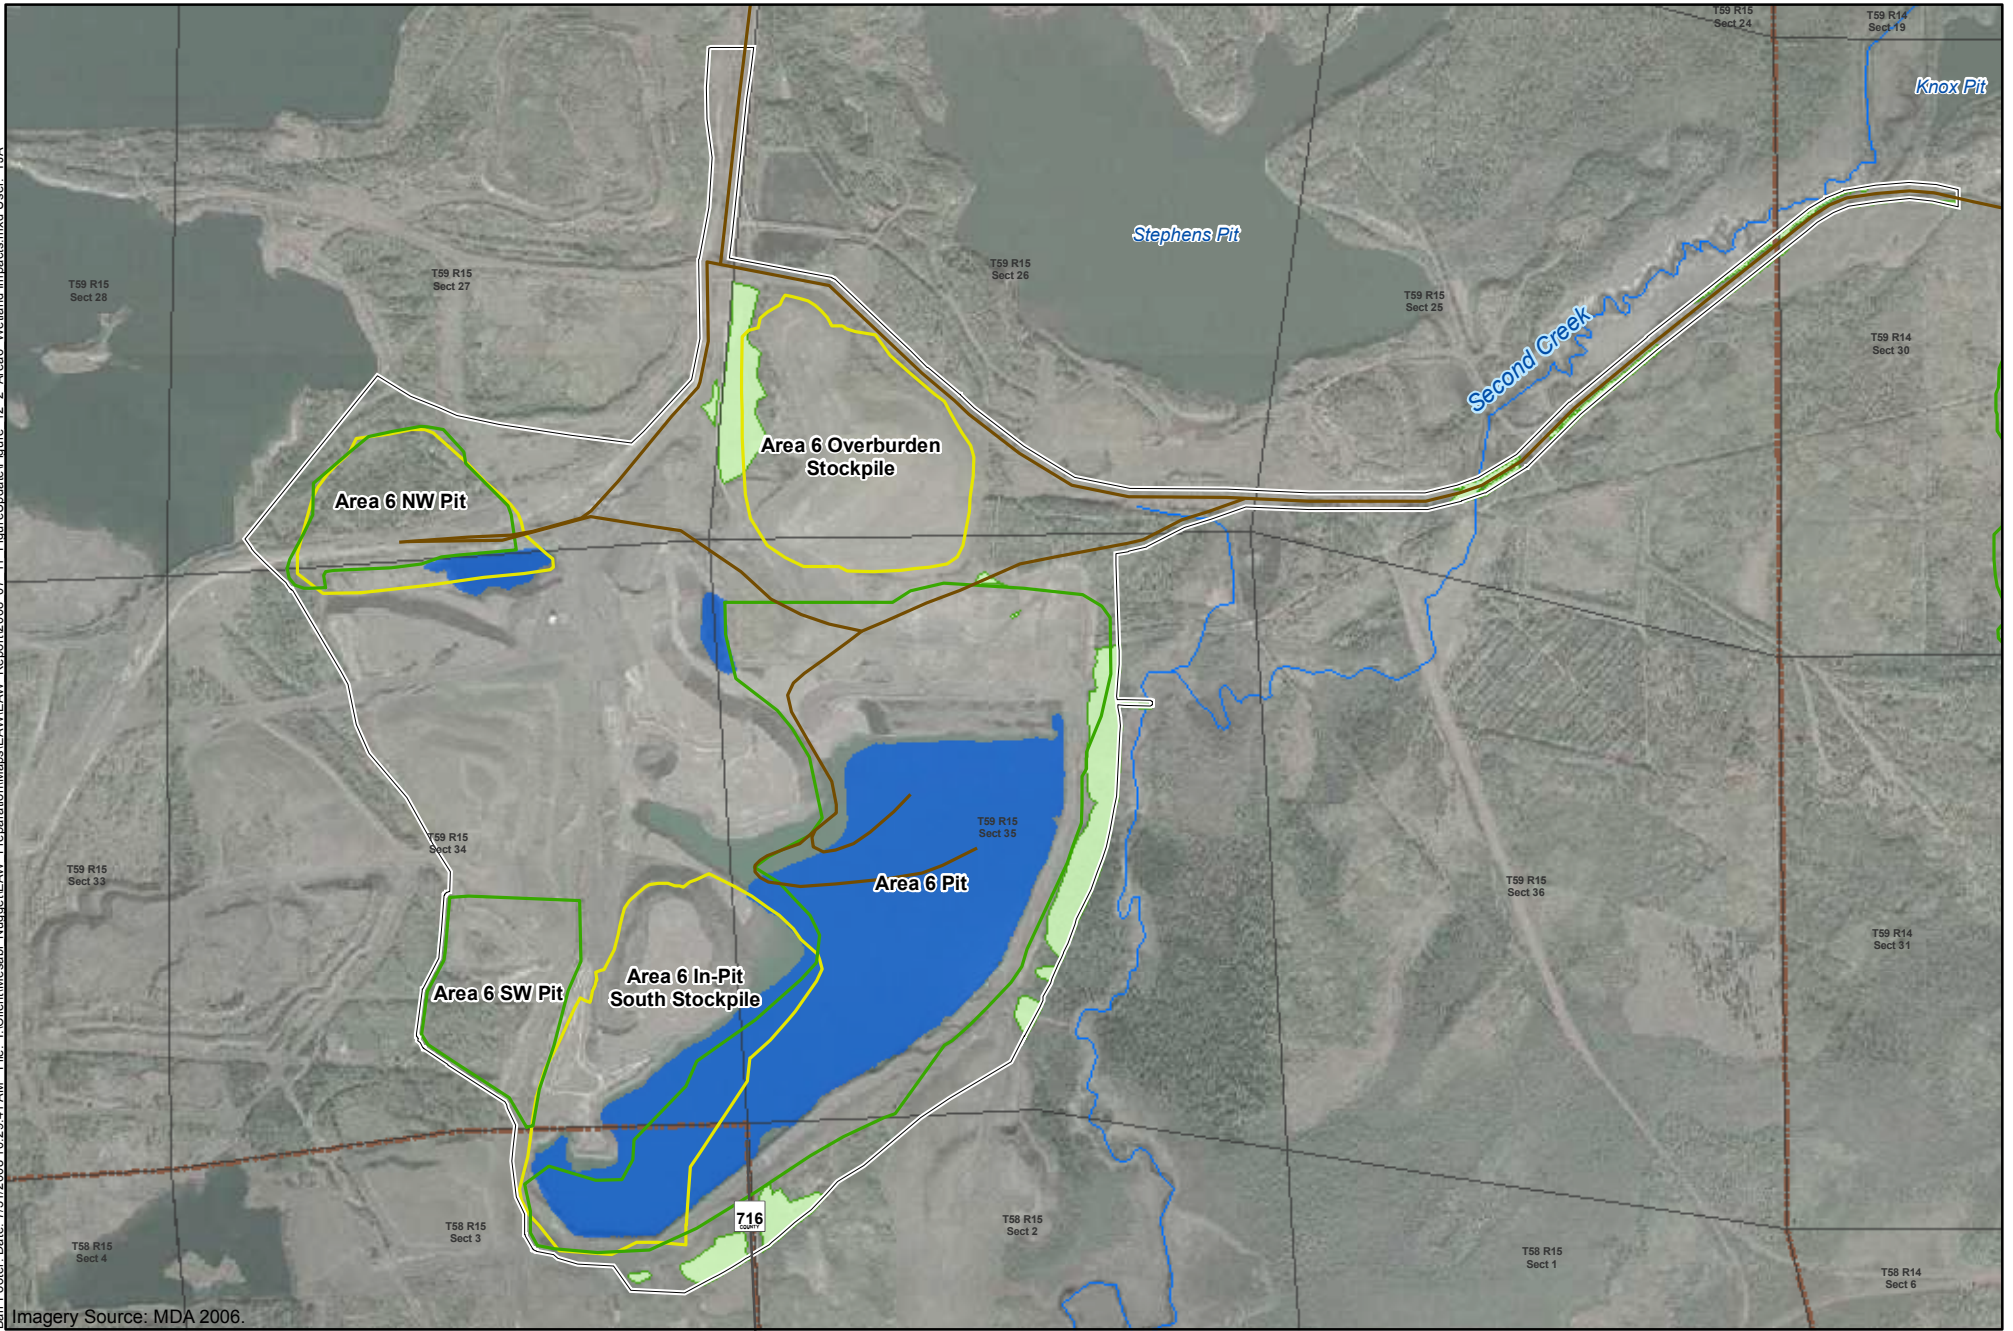 T59 R15
Sect 24
T59 R14
Sect 19
Knox Pit
Stephens Pit
T59 R15
Sect 28
T59 R15
Sect 27
T59 R15
Sect 26
T59 R15
Sect 25
Second Creek
T59 R14
Sect 30
Area 6 Overburden
Stockpile
Area 6 NW Pit
T59 R15
Sect 33
T59 R15
Sect 34
T59 R15
Sect 35
Area 6 Pit
T59 R15
Sect 36
T59 R14
Sect 31
Area 6 SW Pit
Area 6 In-Pit
South Stockpile
716
COUNTY
T58 R15
Sect 4
T58 R15
Sect 3
T58 R15
Sect 2
T58 R15
Sect 1
T58 R14
Sect 6
Imagery Source: MDA 2006.